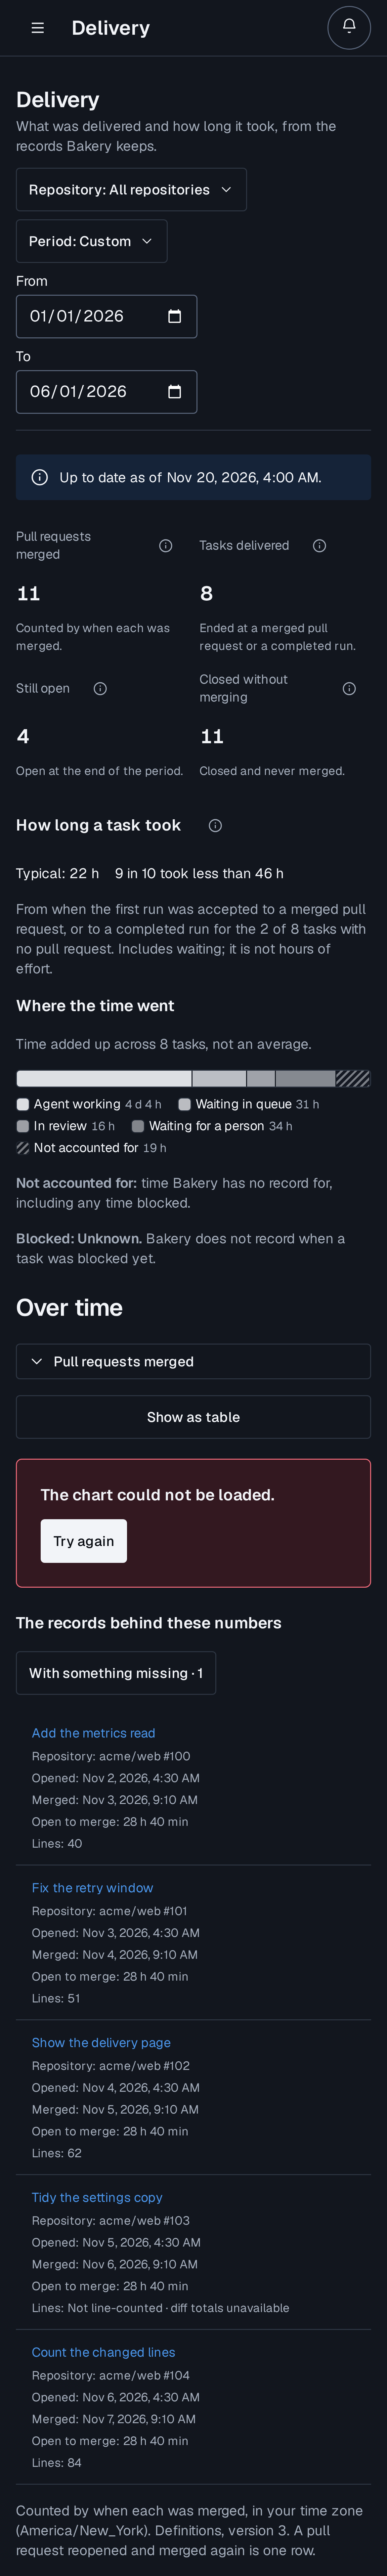 Delivery
Delivery
What was delivered and how long it took, from the
records Bakery keeps.
Repository: All repositories
Period: Custom
From
01/01/2026
To
06/01/2026
Up to date as of Nov 20, 2026, 4:00 AM.
Pull requests
merged
11
Counted by when each was
merged.
Tasks delivered
8
Ended at a merged pull
request or a completed run.
Still open
4
Open at the end of the period.
Closed without
merging
11
Closed and never merged.
How long a task took
Typical: 22 h 9 in 10 took less than 46 h
From when the first run was accepted to a merged pull
request, or to a completed run for the 2 of 8 tasks with
no pull request. Includes waiting; it is not hours of
effort.
Where the time went
Time added up across 8 tasks, not an average.
Agent working 4 d 4 h Waiting in queue 31 h
In review 16 h Waiting for a person 34 h
Not accounted for 19 h
Not accounted for: time Bakery has no record for,
including any time blocked.
Blocked: Unknown. Bakery does not record when a
task was blocked yet.
Over time
Pull requests merged
Show as table
The chart could not be loaded.
Try again
The records behind these numbers
With something missing · 1
Add the metrics read
Repository: acme/web #100
Opened: Nov 2, 2026, 4:30 AM
Merged: Nov 3, 2026, 9:10 AM
Open to merge: 28 h 40 min
Lines: 40
Fix the retry window
Repository: acme/web #101
Opened: Nov 3, 2026, 4:30 AM
Merged: Nov 4, 2026, 9:10 AM
Open to merge: 28 h 40 min
Lines: 51
Show the delivery page
Repository: acme/web #102
Opened: Nov 4, 2026, 4:30 AM
Merged: Nov 5, 2026, 9:10 AM
Open to merge: 28 h 40 min
Lines: 62
Tidy the settings copy
Repository: acme/web #103
Opened: Nov 5, 2026, 4:30 AM
Merged: Nov 6, 2026, 9:10 AM
Open to merge: 28 h 40 min
Lines: Not line-counted · diff totals unavailable
Count the changed lines
Repository: acme/web #104
Opened: Nov 6, 2026, 4:30 AM
Merged: Nov 7, 2026, 9:10 AM
Open to merge: 28 h 40 min
Lines: 84
Counted by when each was merged, in your time zone
(America/New_York). Definitions, version 3. A pull
request reopened and merged again is one row.